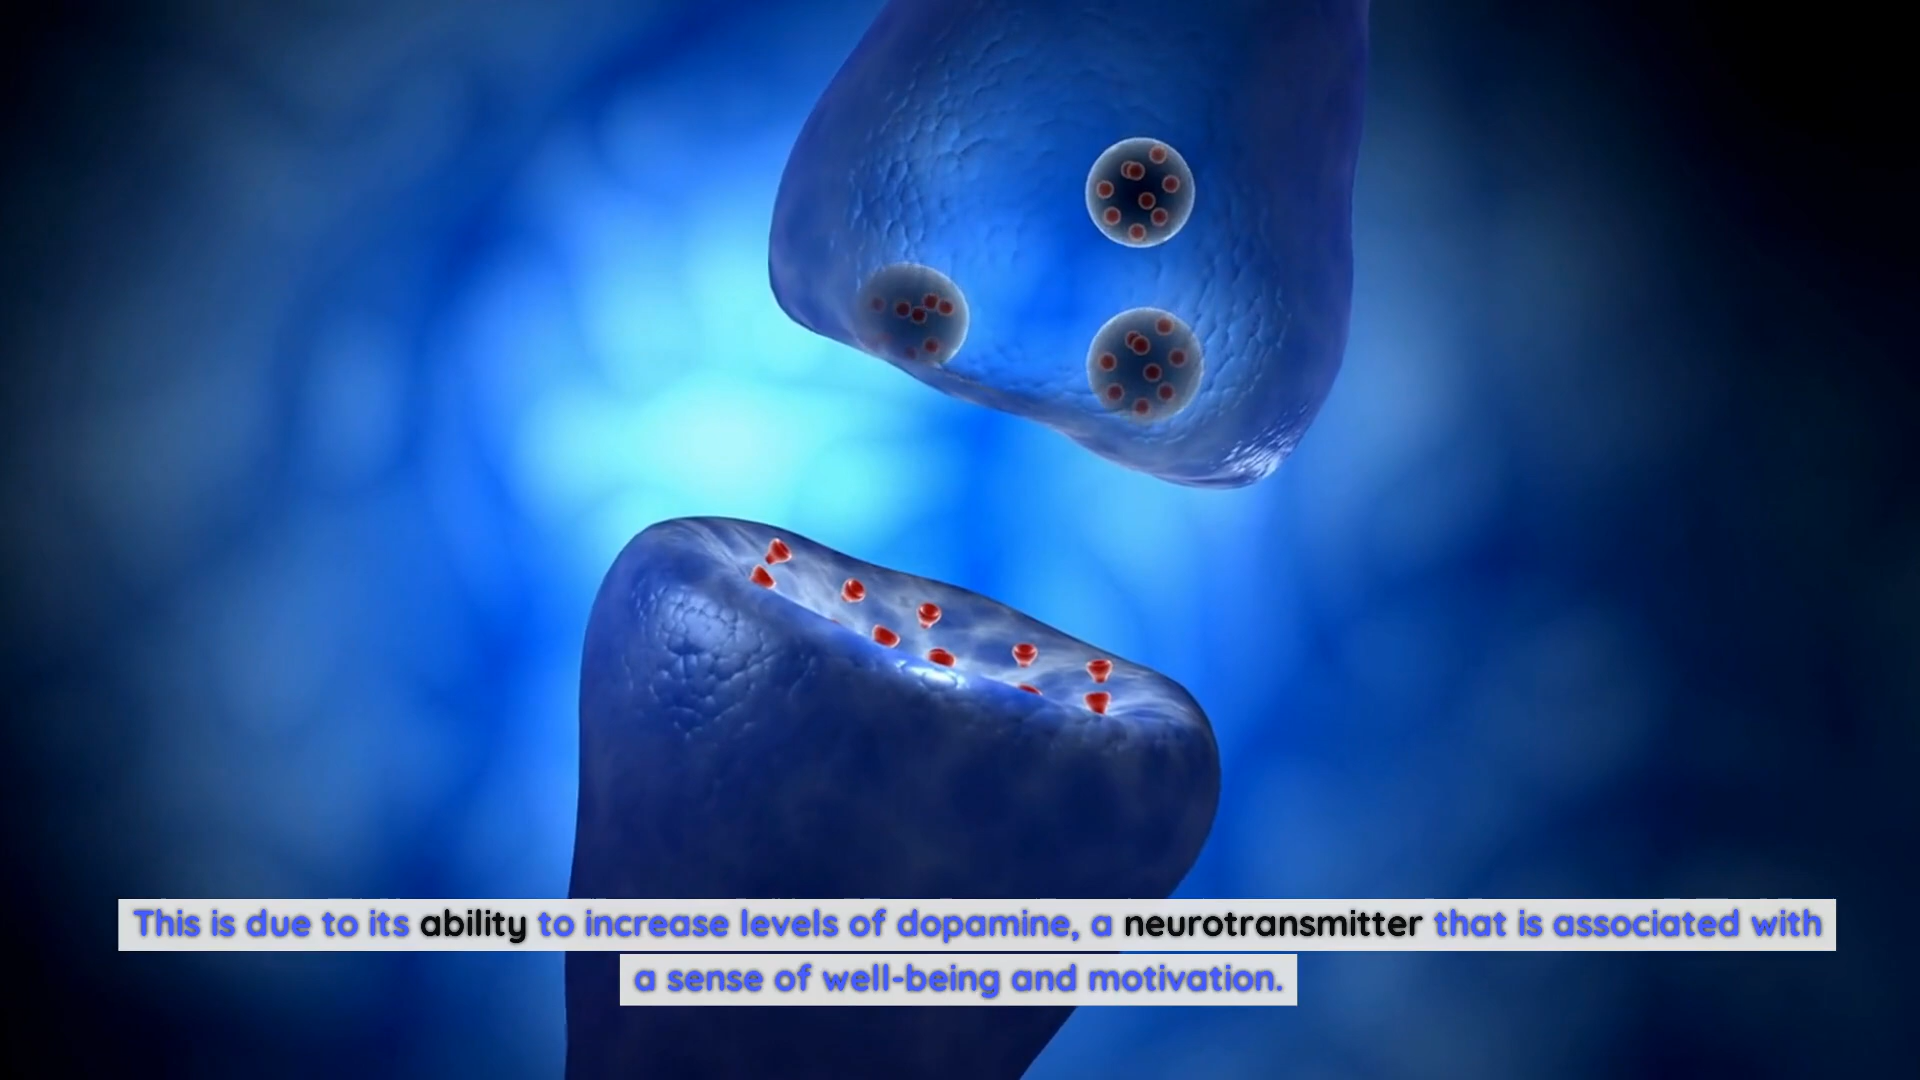 This is due to its ability to increase levels of dopamine, a neurotransmitter that is associated with
a sense of well-being and motivation.